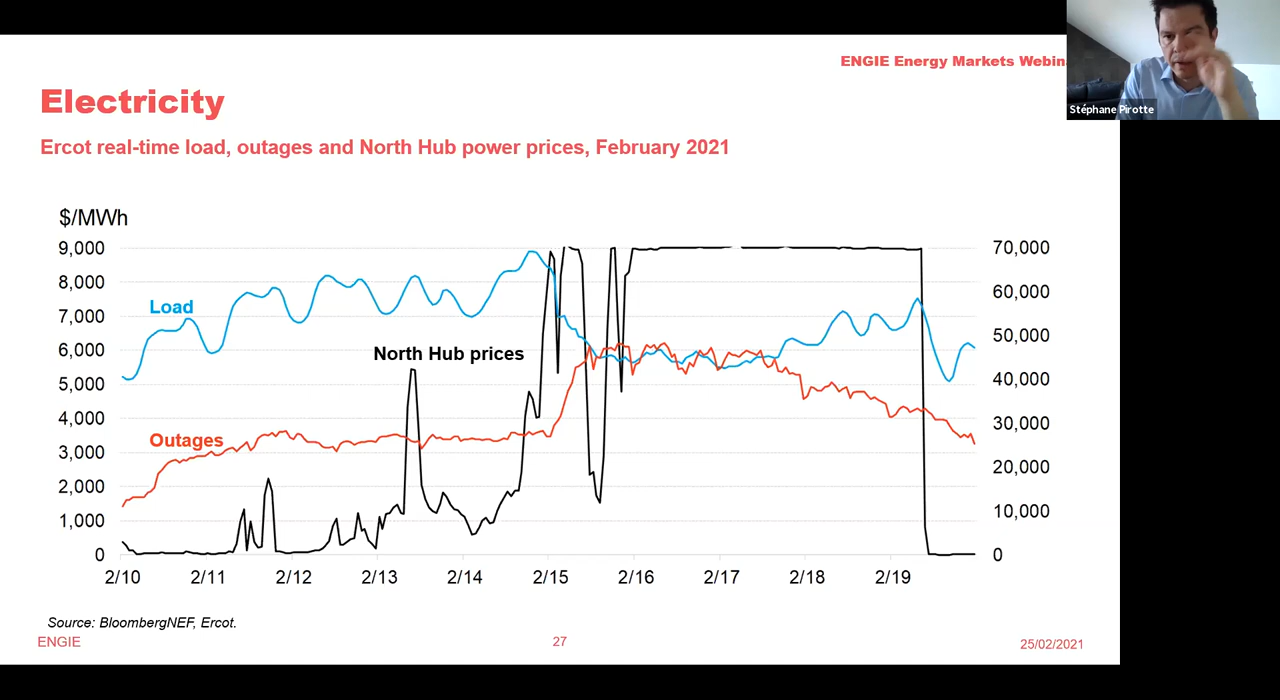 ENGIE Energy Markets Webin
Stéphane Pirotte
Electricity
Ercot real-time load, outages and North Hub power prices, February 2021
$/MWh
9,000
8,000
7,000
6,000
5,000
4,000
3,000
2,000
1,000
0
70,000
60,000
50,000
40,000
30,000
20,000
10,000
0
Load
North Hub prices
Outages
2/10 2/11 2/12 2/13 2/14 2/15 2/16 2/17 2/18 2/19
Source: BloombergNEF, Ercot.
ENGIE 27 25/02/2021